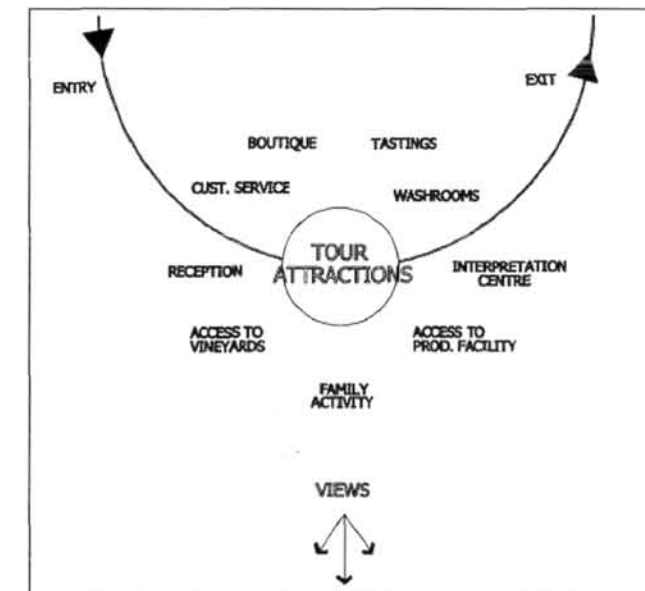 ENTRY
EXIT
BOUTIQUE
TASTINGS
CUST. SERVICE
WASHROOMS
TOUR
ATTRACTIONS
RECEPTION
INTERPRETATION
CENTRE
ACCESS TO
VINEYARDS
ACCESS TO
PROD. FACILITY
FAMILY
ACTIVITY
VIEWS